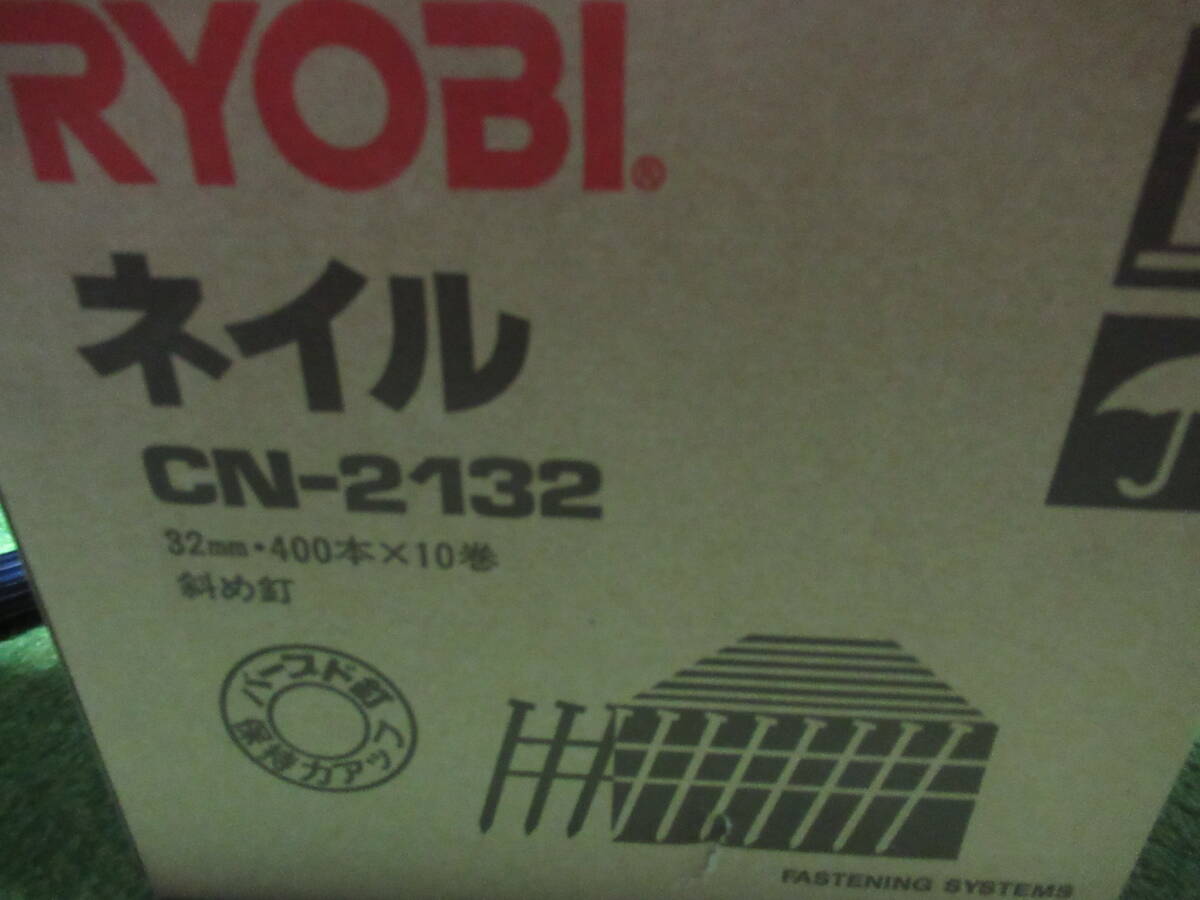 RYOBI®
ネイル
CN-2132
32mm・400本×10巻
斜め釘
バーブド釘
保持力アップ
FASTENING SYSTEMS